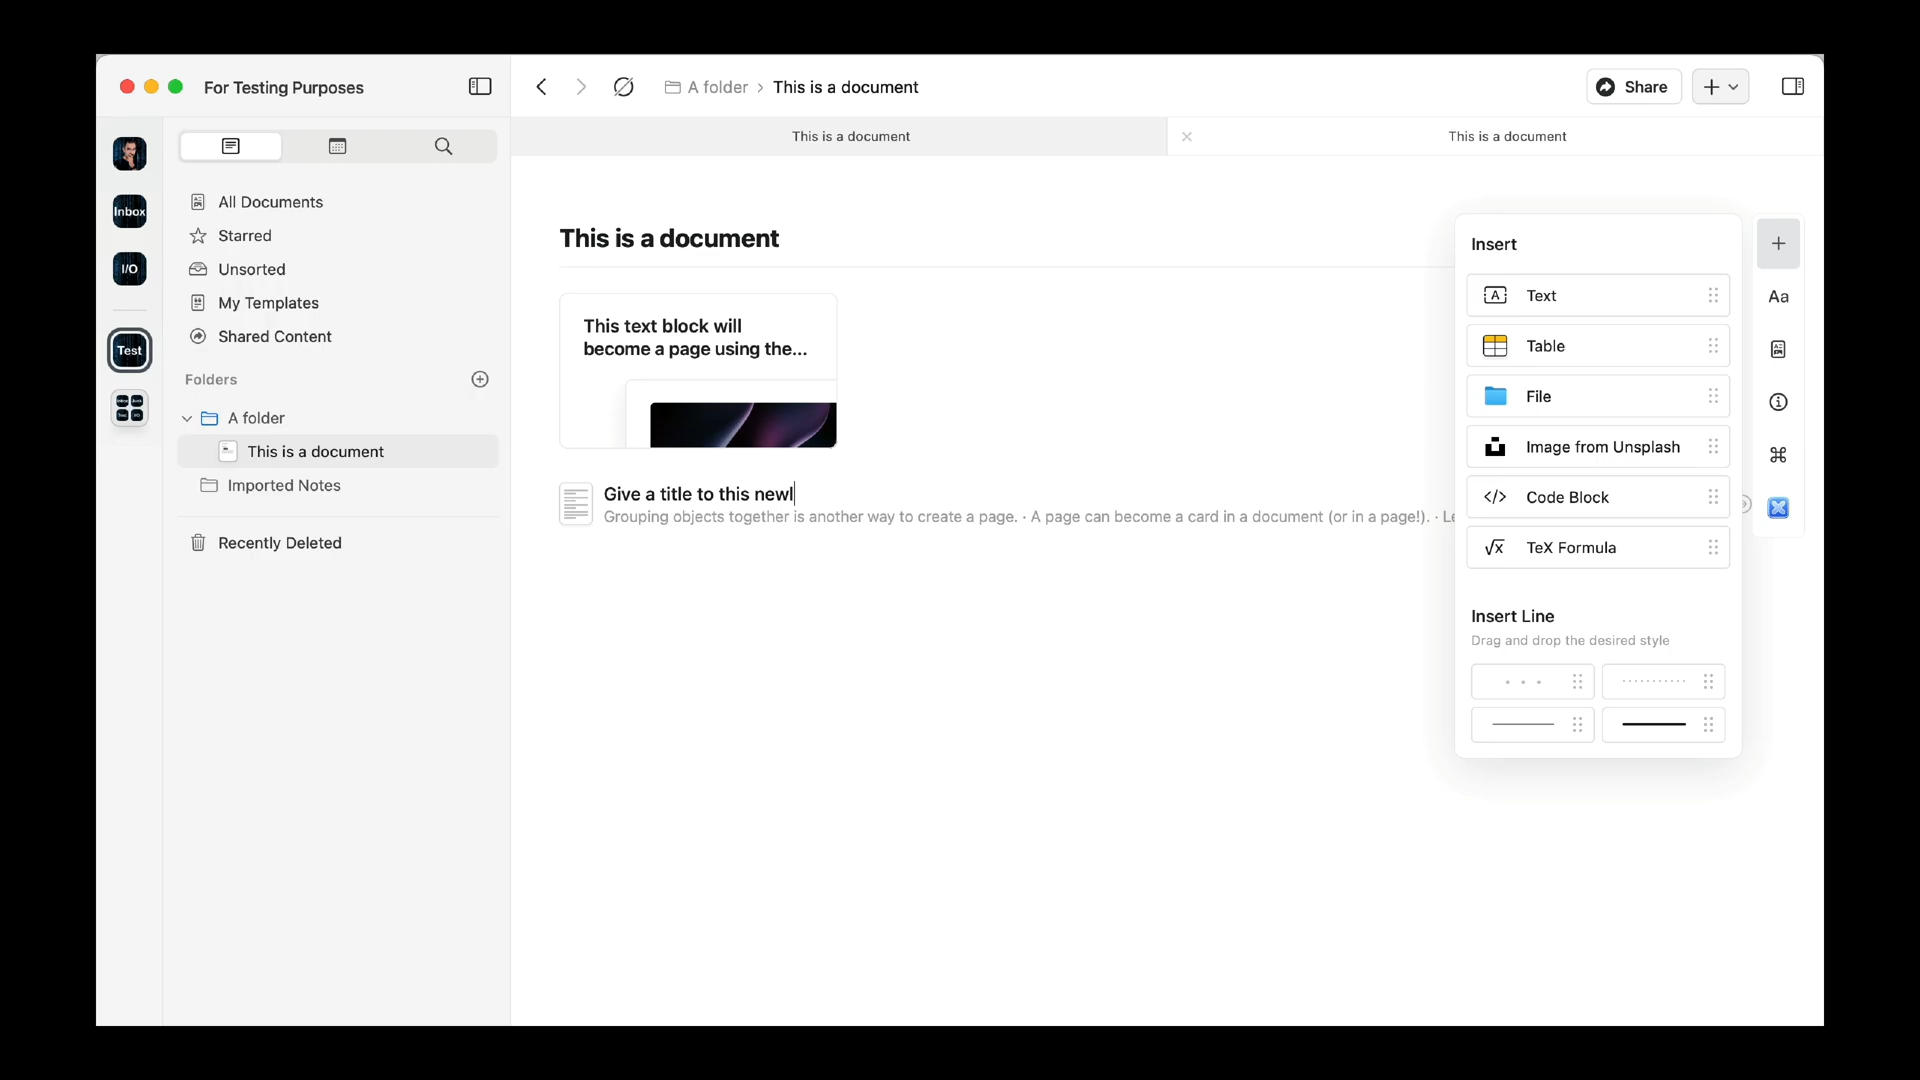 For Testing Purposes
A folder › This is a document
Share
This is a document
This is a document
Inbox
I/O
Test
All Documents
Starred
Unsorted
My Templates
Shared Content
Folders
A folder
This is a document
Imported Notes
Recently Deleted
This is a document
This text block will
become a page using the...
Give a title to this newl
Grouping objects together is another way to create a page. · A page can become a card in a document (or in a page!). · Le
Insert
Text
Table
File
Image from Unsplash
</> Code Block
√x TeX Formula
Insert Line
Drag and drop the desired style
Aa